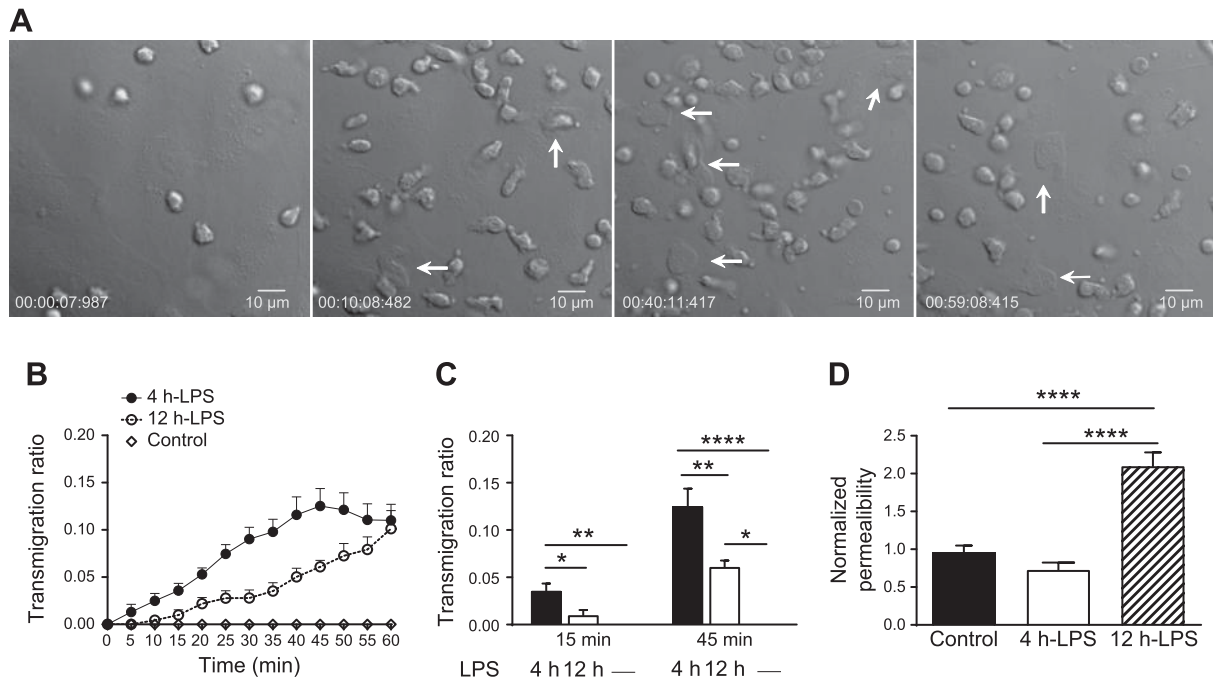 A
00:00:07:987
10 µm
00:10:08:482
10 µm
00:40:11:417
10 µm
00:59:08:415
10 µm
B
4 h-LPS
12 h-LPS
Control
Transmigration ratio
0.20
0.15
0.10
0.05
0.00
0 5 10 15 20 25 30 35 40 45 50 55 60
Time (min)
C
Transmigration ratio
0.20
0.15
0.10
0.05
0.00
**
*
****
**
*
15 min 45 min
LPS 4 h 12 h — 4 h 12 h —
D
****
****
Normalized
permealibility
2.5
2.0
1.5
1.0
0.5
0.0
Control 4 h-LPS 12 h-LPS